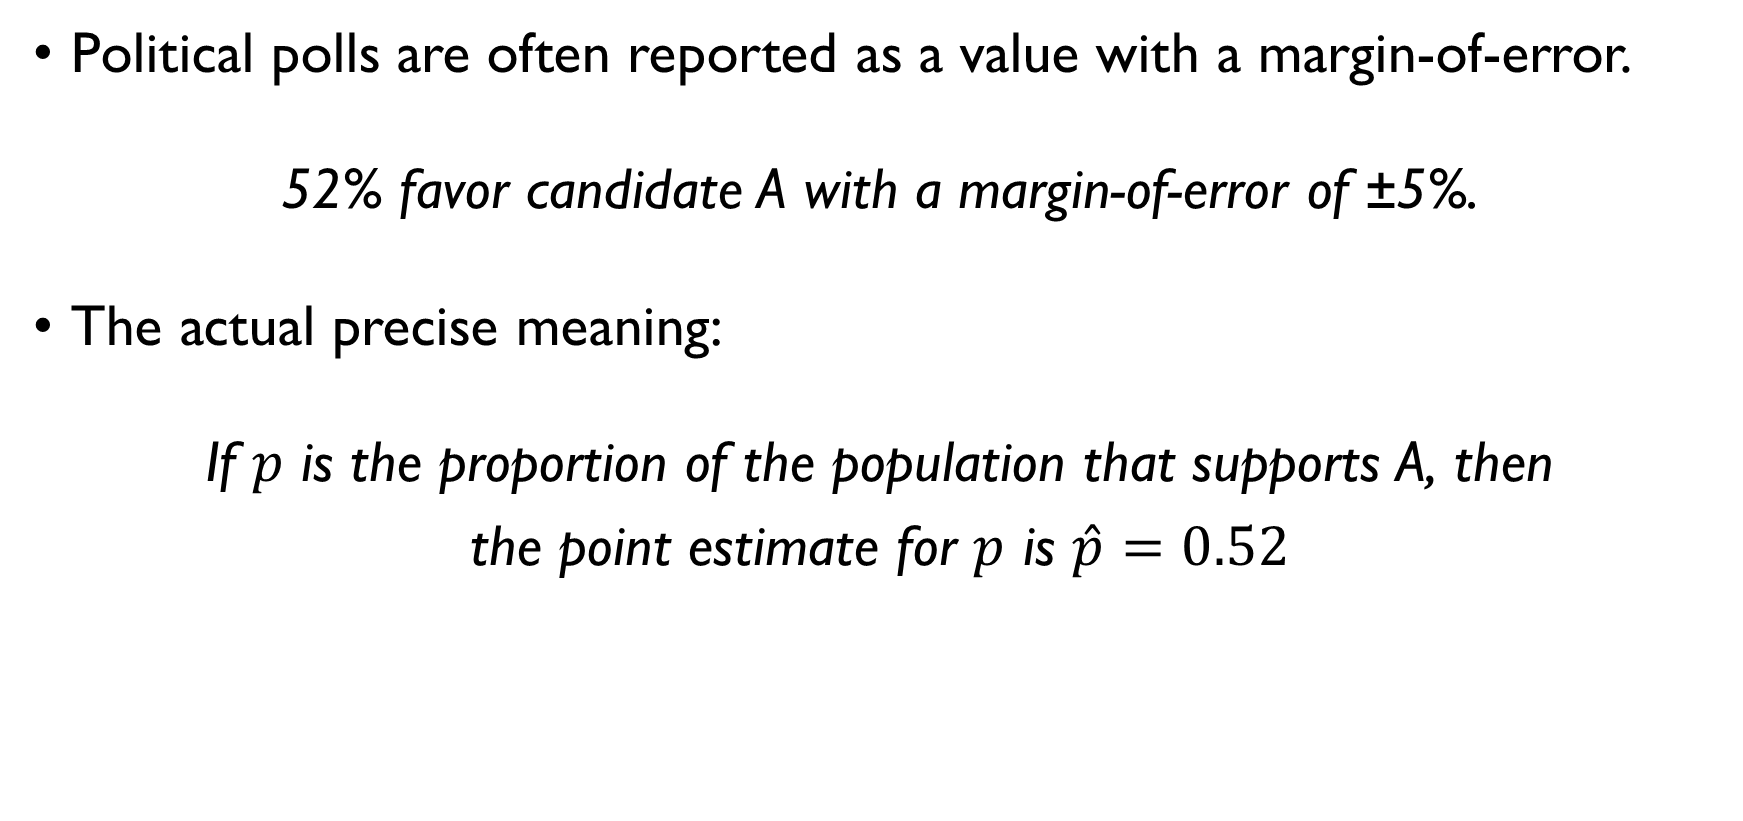 • Political polls are often reported as a value with a margin-of-error.
52% favor candidate A with a margin-of-error of ±5%.
• The actual precise meaning:
If p is the proportion of the population that supports A, then
the point estimate for p is p̂ = 0.52